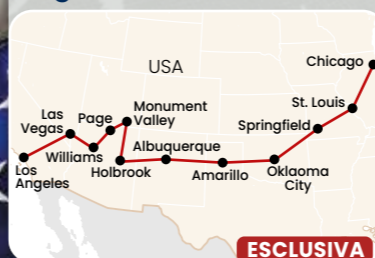 Chicago
USA
St. Louis
Las
Vegas
Page
Monument
Valley
Springfield
Williams
Albuquerque
Los
Angeles
Holbrook
Amarillo
Oklaoma
City
ESCLUSIVA